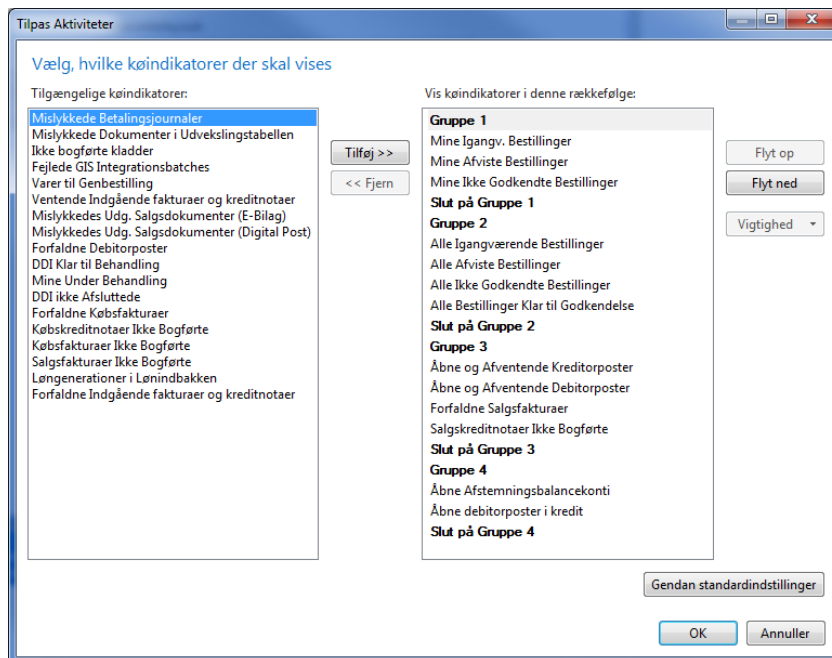 Tilpas Aktiviteter
Vælg, hvilke køindikatorer der skal vises
Tilgængelige køindikatorer:
Mislykkede Betalingsjournaler
Mislykkede Dokumenter i Udvekslingstabellen
Ikke bogførte kladder
Fejlede GIS Integrationsbatches
Varer til Genbestilling
Ventende Indgående fakturaer og kreditnotaer
Mislykkedes Udg. Salgsdokumenter (E-Bilag)
Mislykkedes Udg. Salgsdokumenter (Digital Post)
Forfaldne Debitorposter
DDI Klar til Behandling
Mine Under Behandling
DDI ikke Afsluttede
Forfaldne Købsfakturaer
Købskreditnotaer Ikke Bogførte
Købsfakturaer Ikke Bogførte
Salgsfakturaer Ikke Bogførte
Løngenerationer i Lønindbakken
Forfaldne Indgående fakturaer og kreditnotaer
Tilføj >>
<< Fjern
Vis køindikatorer i denne rækkefølge:
Gruppe 1
Mine Igangv. Bestillinger
Mine Afviste Bestillinger
Mine Ikke Godkendte Bestillinger
Slut på Gruppe 1
Gruppe 2
Alle Igangværende Bestillinger
Alle Afviste Bestillinger
Alle Ikke Godkendte Bestillinger
Alle Bestillinger Klar til Godkendelse
Slut på Gruppe 2
Gruppe 3
Åbne og Afventende Kreditorposter
Åbne og Afventende Debitorposter
Forfaldne Salgsfakturaer
Salgskreditnotaer Ikke Bogførte
Slut på Gruppe 3
Gruppe 4
Åbne Afstemningsbalancekonti
Åbne debitorposter i kredit
Slut på Gruppe 4
Flyt op
Flyt ned
Vigtighed
Gendan standardindstillinger
OK
Annuller